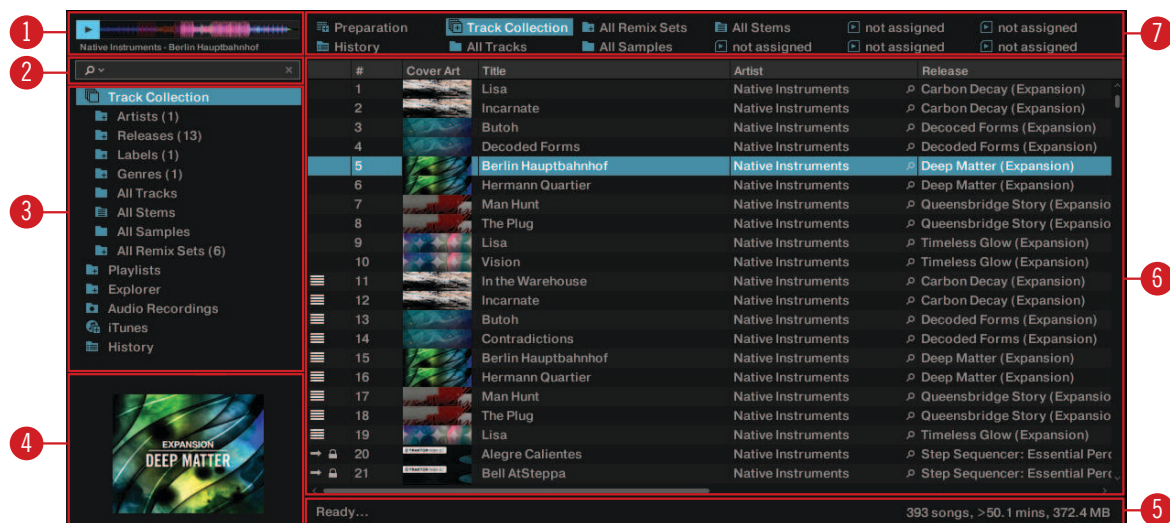 1
Native Instruments - Berlin Hauptbahnhof
2
3
Track Collection
Artists (1)
Releases (13)
Labels (1)
Genres (1)
All Tracks
All Stems
All Samples
All Remix Sets (6)
Playlists
Explorer
Audio Recordings
iTunes
History
4
EXPANSION
DEEP MATTER
Preparation Track Collection All Remix Sets All Stems not assigned not assigned
History All Tracks All Samples not assigned not assigned not assigned
7
# Cover Art Title Artist Release
1 Lisa Native Instruments Carbon Decay (Expansion)
2 Incarnate Native Instruments Carbon Decay (Expansion)
3 Butoh Native Instruments Decoced Forms (Expansion)
4 Decoded Forms Native Instruments Decoded Forms (Expansion)
5 Berlin Hauptbahnhof Native Instruments Deep Matter (Expansion)
6 Hermann Quartier Native Instruments Deep Matter (Expansion)
7 Man Hunt Native Instruments Queensbridge Story (Expansio
8 The Plug Native Instruments Queensbridge Story (Expansio
9 Lisa Native Instruments Timeless Glow (Expansion)
10 Vision Native Instruments Timeless Glow (Expansion)
11 In the Warehouse Native Instruments Carbon Decay (Expansion)
12 Incarnate Native Instruments Carbon Decay (Expansion)
13 Butoh Native Instruments Decoded Forms (Expansion)
14 Contradictions Native Instruments Decoded Forms (Expansion)
15 Berlin Hauptbahnhof Native Instruments Deep Matter (Expansion)
16 Hermann Quartier Native Instruments Deep Matter (Expansion)
17 Man Hunt Native Instruments Queensbridge Story (Expansio
18 The Plug Native Instruments Queensbridge Story (Expansio
19 Lisa Native Instruments Timeless Glow (Expansion)
20 Alegre Calientes Native Instruments Step Sequencer: Essential Perc
21 Bell AtSteppa Native Instruments Step Sequencer: Essential Perc
6
Ready... 393 songs, >50.1 mins, 372.4 MB
5